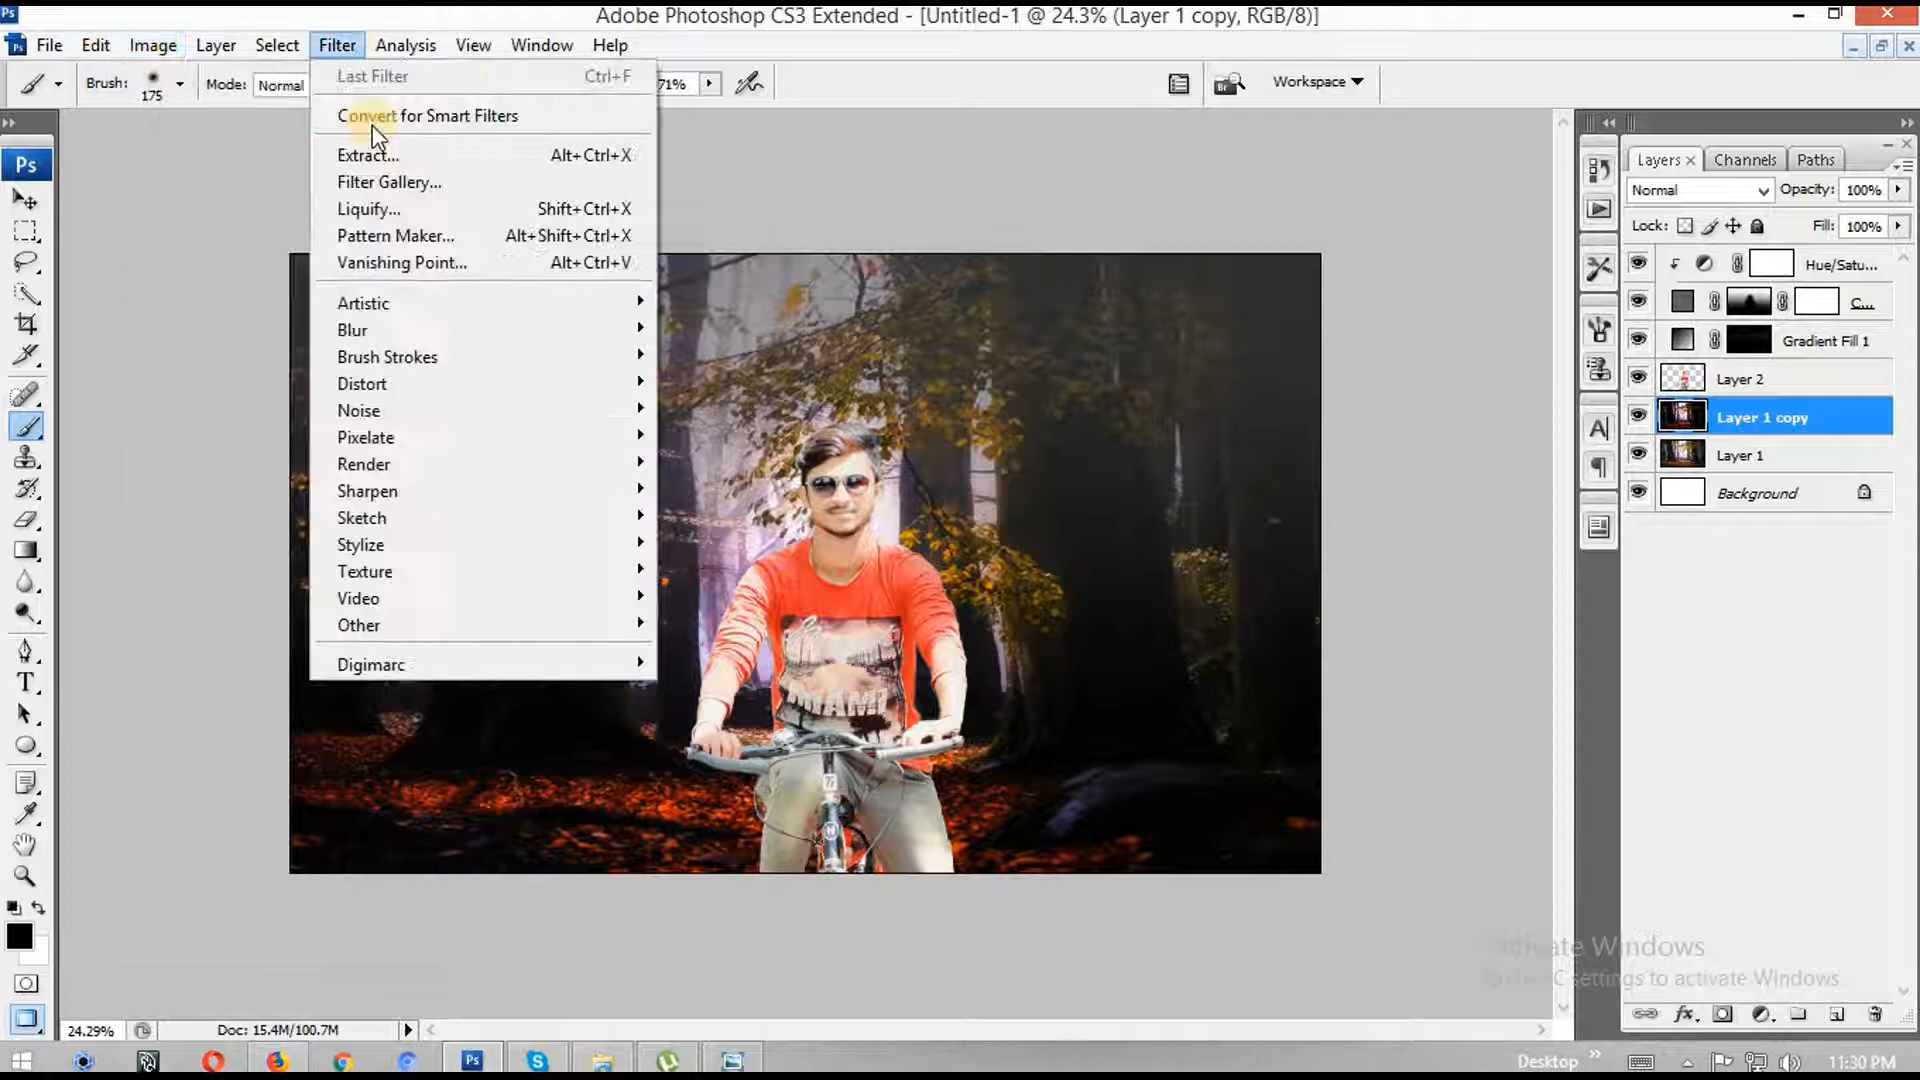 Ps
Adobe Photoshop CS3 Extended - [Untitled-1 @ 24.3% (Layer 1 copy, RGB/8)]
Ps File Edit Image Layer Select Filter Analysis View Window Help
Brush: 175 Mode: Normal 71% Br Workspace
Last Filter Ctrl+F
Convert for Smart Filters
Extract... Alt+Ctrl+X
Filter Gallery...
Liquify... Shift+Ctrl+X
Pattern Maker... Alt+Shift+Ctrl+X
Vanishing Point... Alt+Ctrl+V
Artistic
Blur
Brush Strokes
Distort
Noise
Pixelate
Render
Sharpen
Sketch
Stylize
Texture
Video
Other
Digimarc
Ps
T
Layers Channels Paths
Normal Opacity: 100%
Lock: Fill: 100%
Hue/Satu...
C...
Gradient Fill 1
Layer 2
Layer 1 copy
Layer 1
Background
A
fx
Activate Windows
C settings to activate Windows.
24.29% Doc: 15.4M/100.7M
Ps S Desktop 11:30 PM